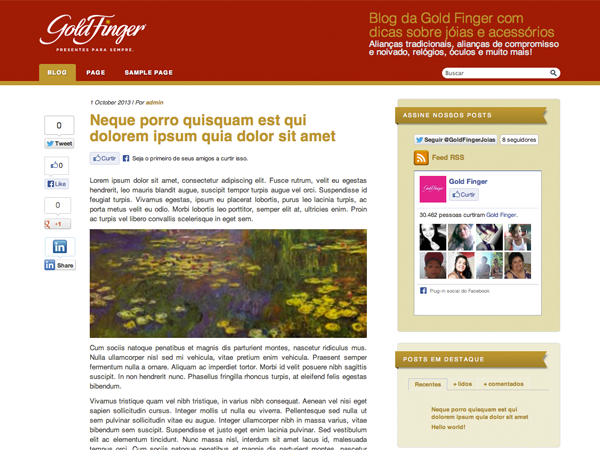 GoldFinger
PRESENTES PARA SEMPRE.
Blog da Gold Finger com
dicas sobre jóias e acessórios
Alianças tradicionais, alianças de compromisso
e noivado, relógios, óculos e muito mais!
BLOG
PAGE
SAMPLE PAGE
Buscar
0
Tweet
0
Like
0
+1
Share
1 October 2013 / Por admin
Neque porro quisquam est qui
dolorem ipsum quia dolor sit amet
Curtir Seja o primeiro de seus amigos a curtir isso.
Lorem ipsum dolor sit amet, consectetur adipiscing elit. Fusce rutrum, velit eu egestas
hendrerit, leo mauris blandit augue, suscipit tempor turpis augue vel orci. Suspendisse id
feugiat turpis. Vivamus egestas, ipsum eu placerat lobortis, purus leo lacinia turpis, ac
porta metus velit eu odio. Morbi lobortis leo porttitor, semper elit at, ultricies enim. Proin
ac turpis vel libero convallis scelerisque in eget sem.
Cum sociis natoque penatibus et magnis dis parturient montes, nascetur ridiculus mus.
Nulla ullamcorper nisl sed mi vehicula, vitae pretium enim vehicula. Praesent semper
fermentum nulla a ornare. Aliquam ac imperdiet tortor. Morbi id velit posuere nibh sagittis
suscipit. In non hendrerit nunc. Phasellus fringilla rhoncus turpis, at eleifend felis egestas
bibendum.
Vivamus tristique quam vel nibh tristique, in varius nibh consequat. Aenean vel nisi eget
sapien sollicitudin cursus. Integer mollis ut nulla eu viverra. Pellentesque sed nulla ut
sem pulvinar sollicitudin vitae eu augue. Integer ullamcorper nibh in massa varius, vitae
bibendum sem suscipit. Suspendisse et justo eget enim lacinia pulvinar. Sed vestibulum
elit ac elementum tincidunt. Nunc massa nisl, interdum sit amet lacus id, malesuada
tempus orci. Cum sociis natoque penatibus et magnis dis parturient montes, nascetur
ASSINE NOSSOS POSTS
Seguir @GoldFingerJoias
8 seguidores
Feed RSS
Gold Finger
Curtir
30.462 pessoas curtiram Gold Finger.
Plug-in social do Facebook
POSTS EM DESTAQUE
Recentes
+ lidos
+ comentados
Neque porro quisquam est qui
dolorem ipsum quia dolor sit amet
Hello world!